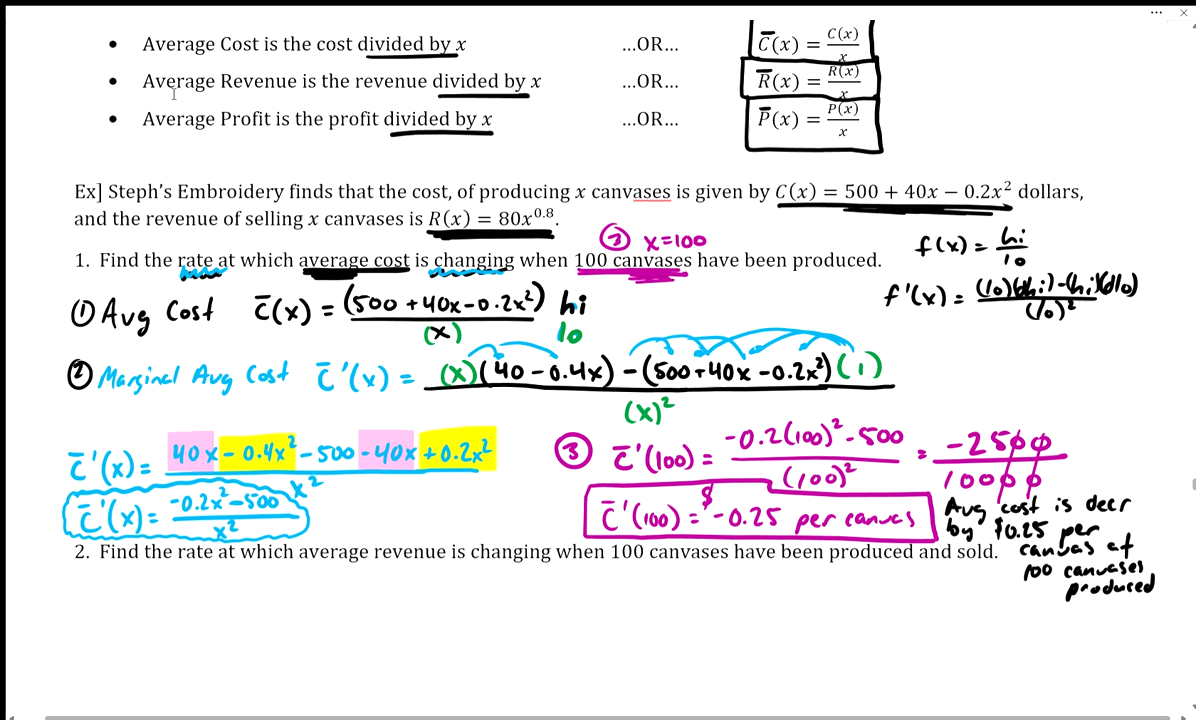 • Average Cost is the cost divided by x ...OR... C̄(x) = C(x)/x
• Average Revenue is the revenue divided by x ...OR... R̄(x) = R(x)/x
• Average Profit is the profit divided by x ...OR... P̄(x) = P(x)/x
Ex] Steph's Embroidery finds that the cost, of producing x canvases is given by C(x) = 500 + 40x − 0.2x² dollars,
and the revenue of selling x canvases is R(x) = 80x^0.8.
③ x=100
f(x) = hi/lo
1. Find the rate at which average cost is changing when 100 canvases have been produced.
f'(x) = (lo)(dhi)-(hi)(dlo)/(lo)²
① Avg Cost C̄(x) = (500+40x-0.2x²)/(x) hi lo
② Marginal Avg Cost C̄'(x) = (x)(40-0.4x)-(500+40x-0.2x²)(1)/(x)²
C̄'(x) = 40x-0.4x²-500-40x+0.2x²/x²
C̄'(x) = -0.2x²-500/x²
③ C̄'(100) = -0.2(100)²-500/(100)² = -2500/10000
C̄'(100) = $-0.25 per canvas
Avg cost is decr
by $0.25 per
canvas at
100 canvases
produced
2. Find the rate at which average revenue is changing when 100 canvases have been produced and sold.